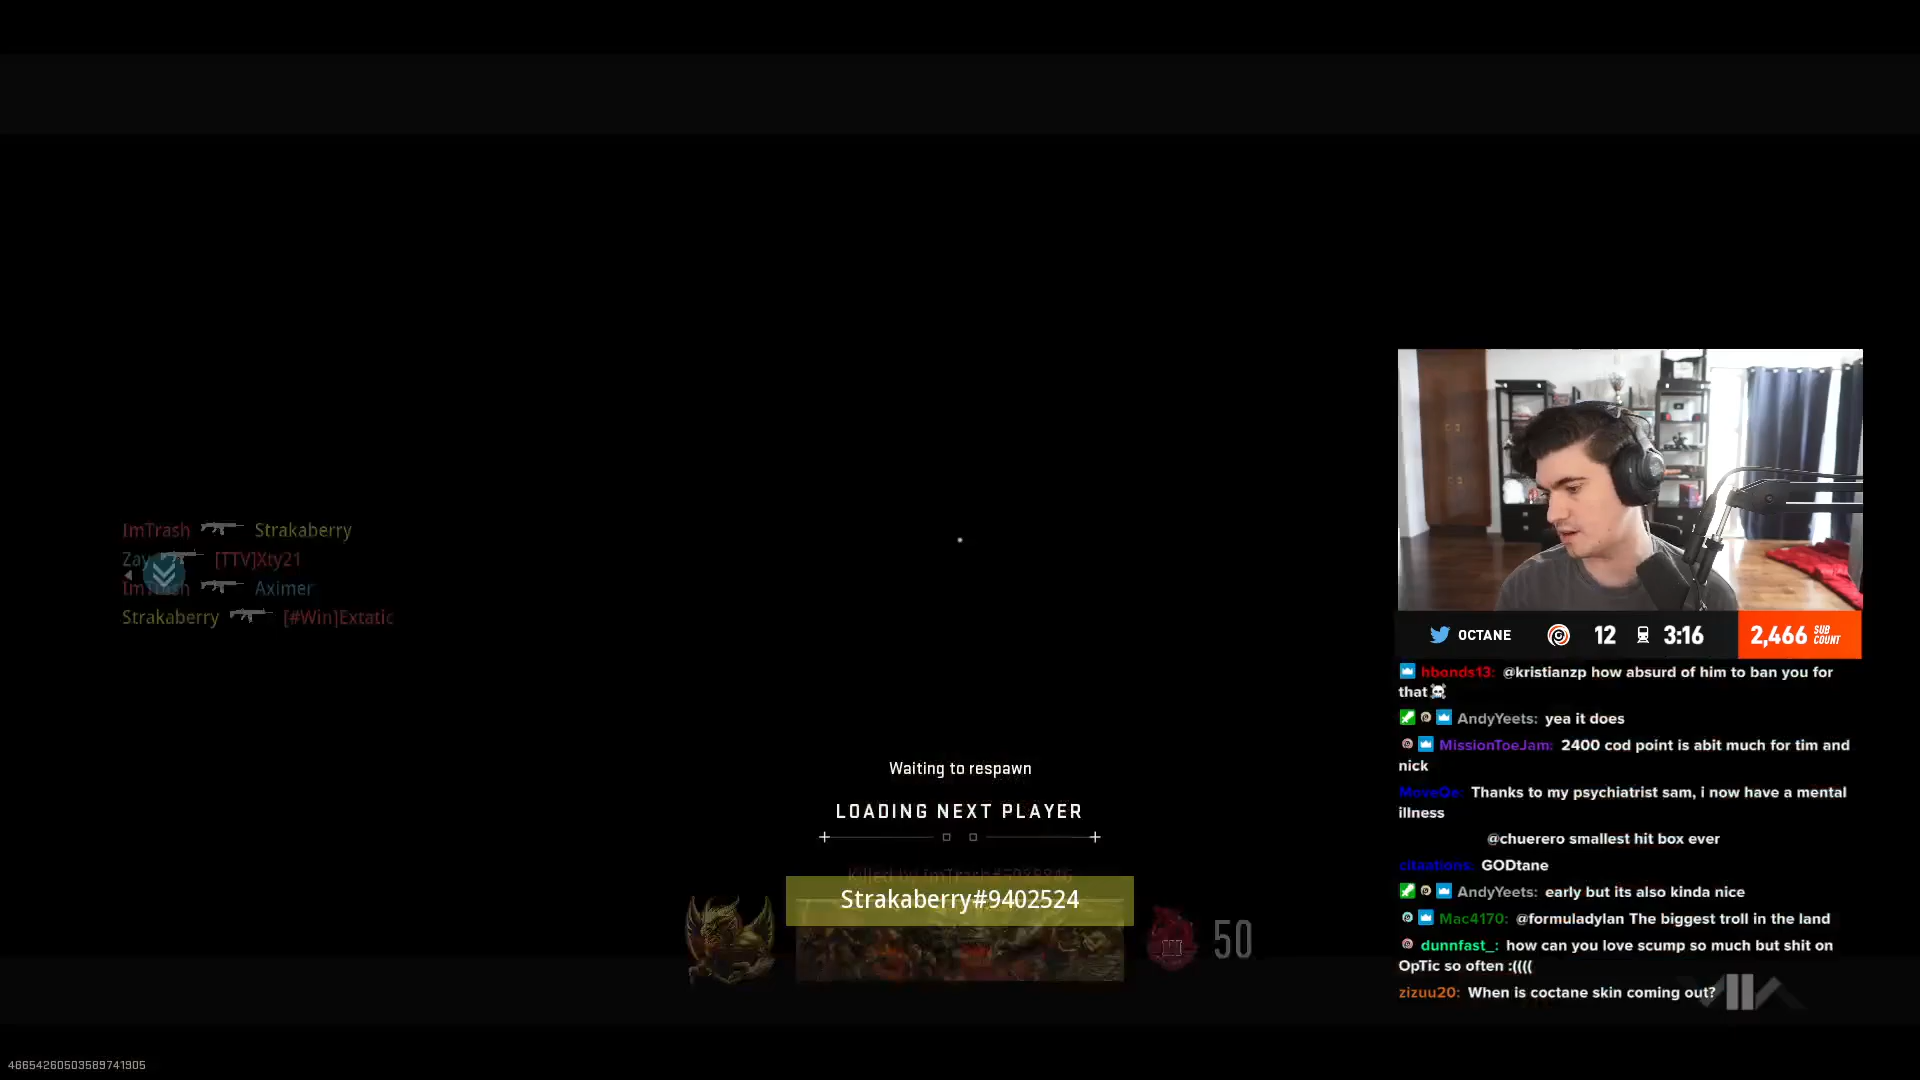 ImTrash Strakaberry
Zay [TTV]Xty21
ImTrash Aximer
Strakaberry [#Win]Extatic
Waiting to respawn
LOADING NEXT PLAYER
Strakaberry#9402524
50
OCTANE 12 3:16 2,466 SUB COUNT
hbonds13: @kristianzp how absurd of him to ban you for
that
AndyYeets: yea it does
MissionToeJam: 2400 cod point is abit much for tim and
nick
MoveQs: Thanks to my psychiatrist sam, i now have a mental
illness
@chuerero smallest hit box ever
citaations: GODtane
AndyYeets: early but its also kinda nice
Mac4170: @formuladylan The biggest troll in the land
dunnfast_: how can you love scump so much but shit on
OpTic so often :((((
zizuu20: When is coctane skin coming out?
46654260503589741905